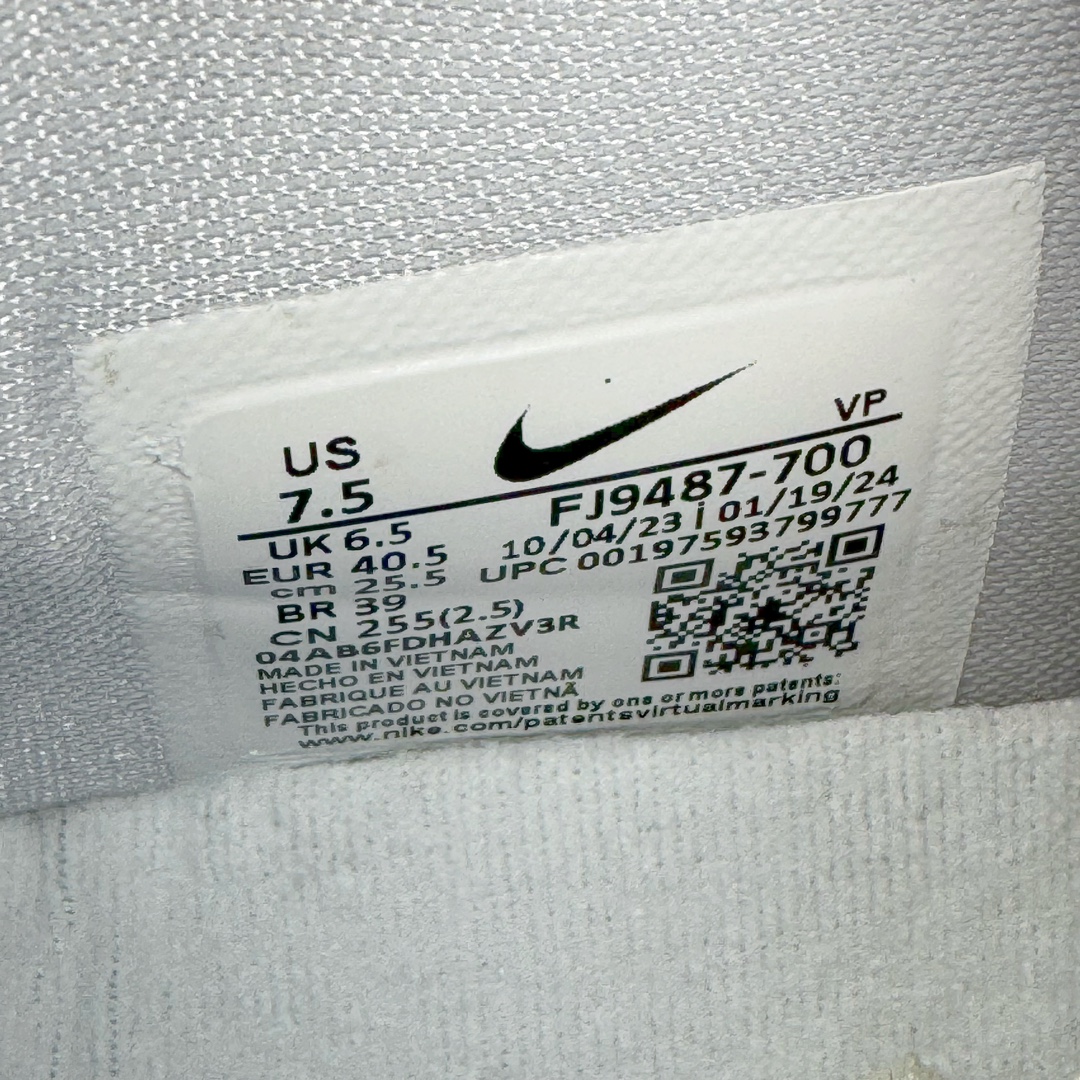 US
7.5
VP
UK 6.5
EUR 40.5
cm 25.5
BR 39
CN 255(2.5)
04AB6FDHAZV3R
FJ9487-700
10/04/23 | 01/19/24
UPC 00197593799777
MADE IN VIETNAM
HECHO EN VIETNAM
FABRIQUE AU VIETNAM
FABRICADO NO VIETNÃ
This product is covered by one or more patents:
www.nike.com/patentsvirtualmarking